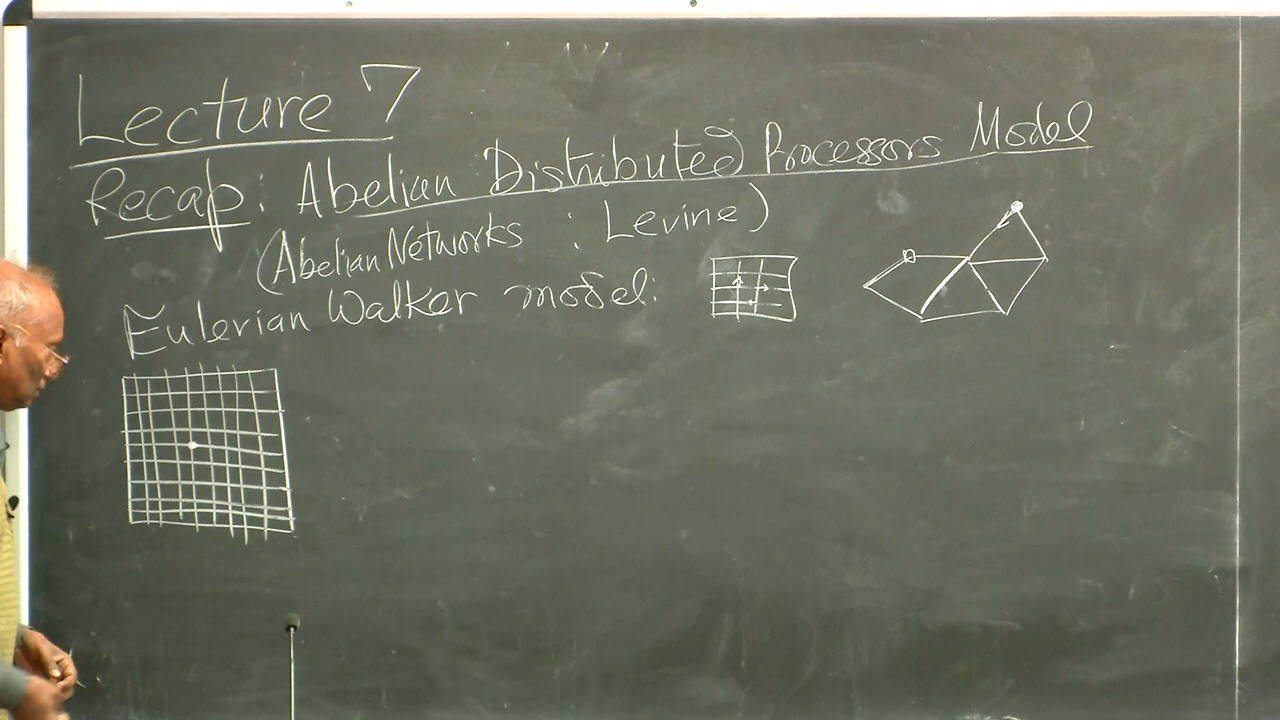 Lecture 7
Recap: Abelian Distributed Processors Model
(Abelian Networks : Levine)
Eulerian Walker model: